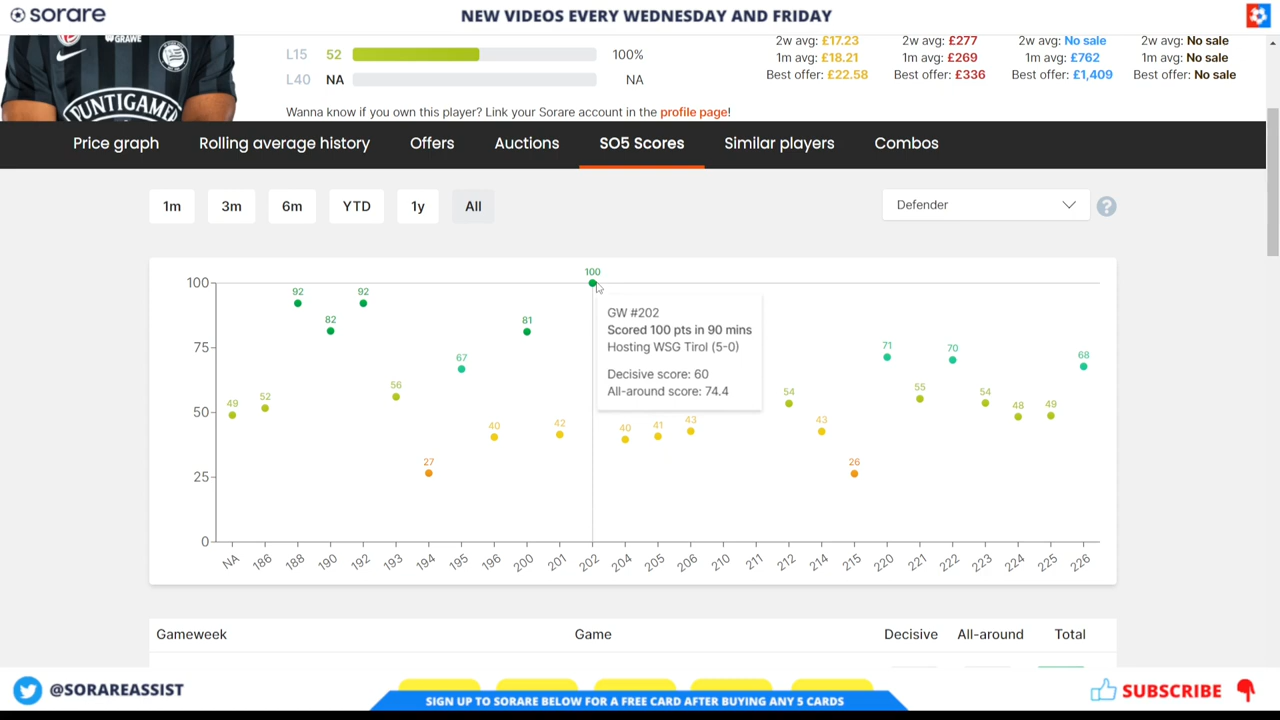 sorare
NEW VIDEOS EVERY WEDNESDAY AND FRIDAY
GRAWE
PUNTIGAMER
L15 52 100%
L40 NA NA
2w avg: £17.23 2w avg: £277 2w avg: No sale 2w avg: No sale
1m avg: £18.21 1m avg: £269 1m avg: £762 1m avg: No sale
Best offer: £22.58 Best offer: £336 Best offer: £1,409 Best offer: No sale
Wanna know if you own this player? Link your Sorare account in the profile page!
Price graph Rolling average history Offers Auctions SO5 Scores Similar players Combos
1m 3m 6m YTD 1y All Defender ?
100
75
50
25
0
49 52 92 82 92 56 27 67 40 81 42 100 40 41 43 54 43 26 71 55 70 54 48 49 68
GW #202
Scored 100 pts in 90 mins
Hosting WSG Tirol (5-0)
Decisive score: 60
All-around score: 74.4
NA 186 188 190 192 193 194 195 196 200 201 202 204 205 206 210 211 212 214 215 220 221 222 223 224 225 226
Gameweek Game Decisive All-around Total
@SORAREASSIST
SIGN UP TO SORARE BELOW FOR A FREE CARD AFTER BUYING ANY 5 CARDS
SUBSCRIBE